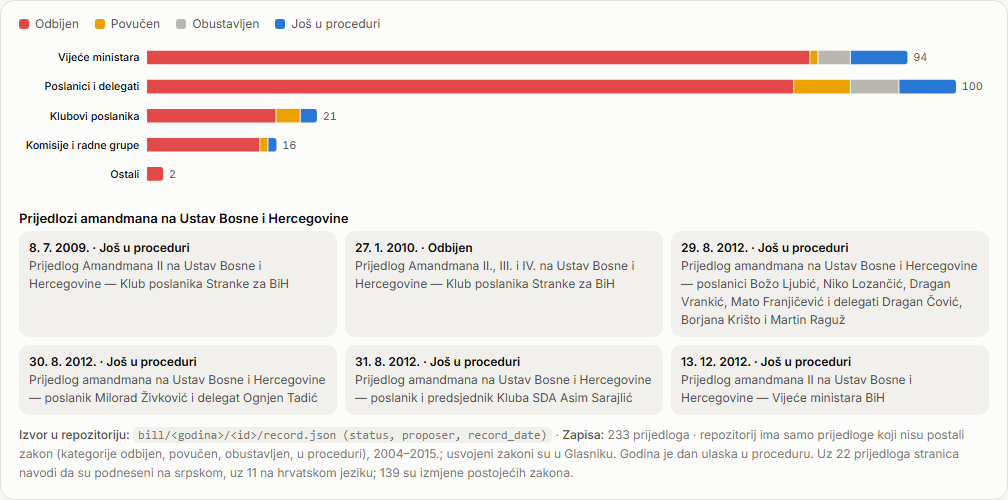 Odbijen Povučen Obustavljen Još u proceduri
Vijeće ministara 94
Poslanici i delegati 100
Klubovi poslanika 21
Komisije i radne grupe 16
Ostali 2
Prijedlozi amandmana na Ustav Bosne i Hercegovine
8. 7. 2009. · Još u proceduri
Prijedlog Amandmana II na Ustav Bosne i
Hercegovine — Klub poslanika Stranke za BiH
27. 1. 2010. · Odbijen
Prijedlog Amandmana II., III. i IV. na Ustav Bosne i
Hercegovine — Klub poslanika Stranke za BiH
29. 8. 2012. · Još u proceduri
Prijedlog amandmana na Ustav Bosne i Hercegovine
— poslanici Božo Ljubić, Niko Lozančić, Dragan
Vrankić, Mato Franjičević i delegati Dragan Čović,
Borjana Krišto i Martin Raguž
30. 8. 2012. · Još u proceduri
Prijedlog amandmana na Ustav Bosne i Hercegovine
— poslanik Milorad Živković i delegat Ognjen Tadić
31. 8. 2012. · Još u proceduri
Prijedlog amandmana na Ustav Bosne i Hercegovine
— poslanik i predsjednik Kluba SDA Asim Sarajlić
13. 12. 2012. · Još u proceduri
Prijedlog amandmana II na Ustav Bosne i
Hercegovine — Vijeće ministara BiH
Izvor u repozitoriju: bill/<godina>/<id>/record.json (status, proposer, record_date) · Zapisa: 233 prijedloga · repozitorij ima samo prijedloge koji nisu postali
zakon (kategorije odbijen, povučen, obustavljen, u proceduri), 2004–2015.; usvojeni zakoni su u Glasniku. Godina je dan ulaska u proceduru. Uz 22 prijedloga stranica
navodi da su podneseni na srpskom, uz 11 na hrvatskom jeziku; 139 su izmjene postojećih zakona.